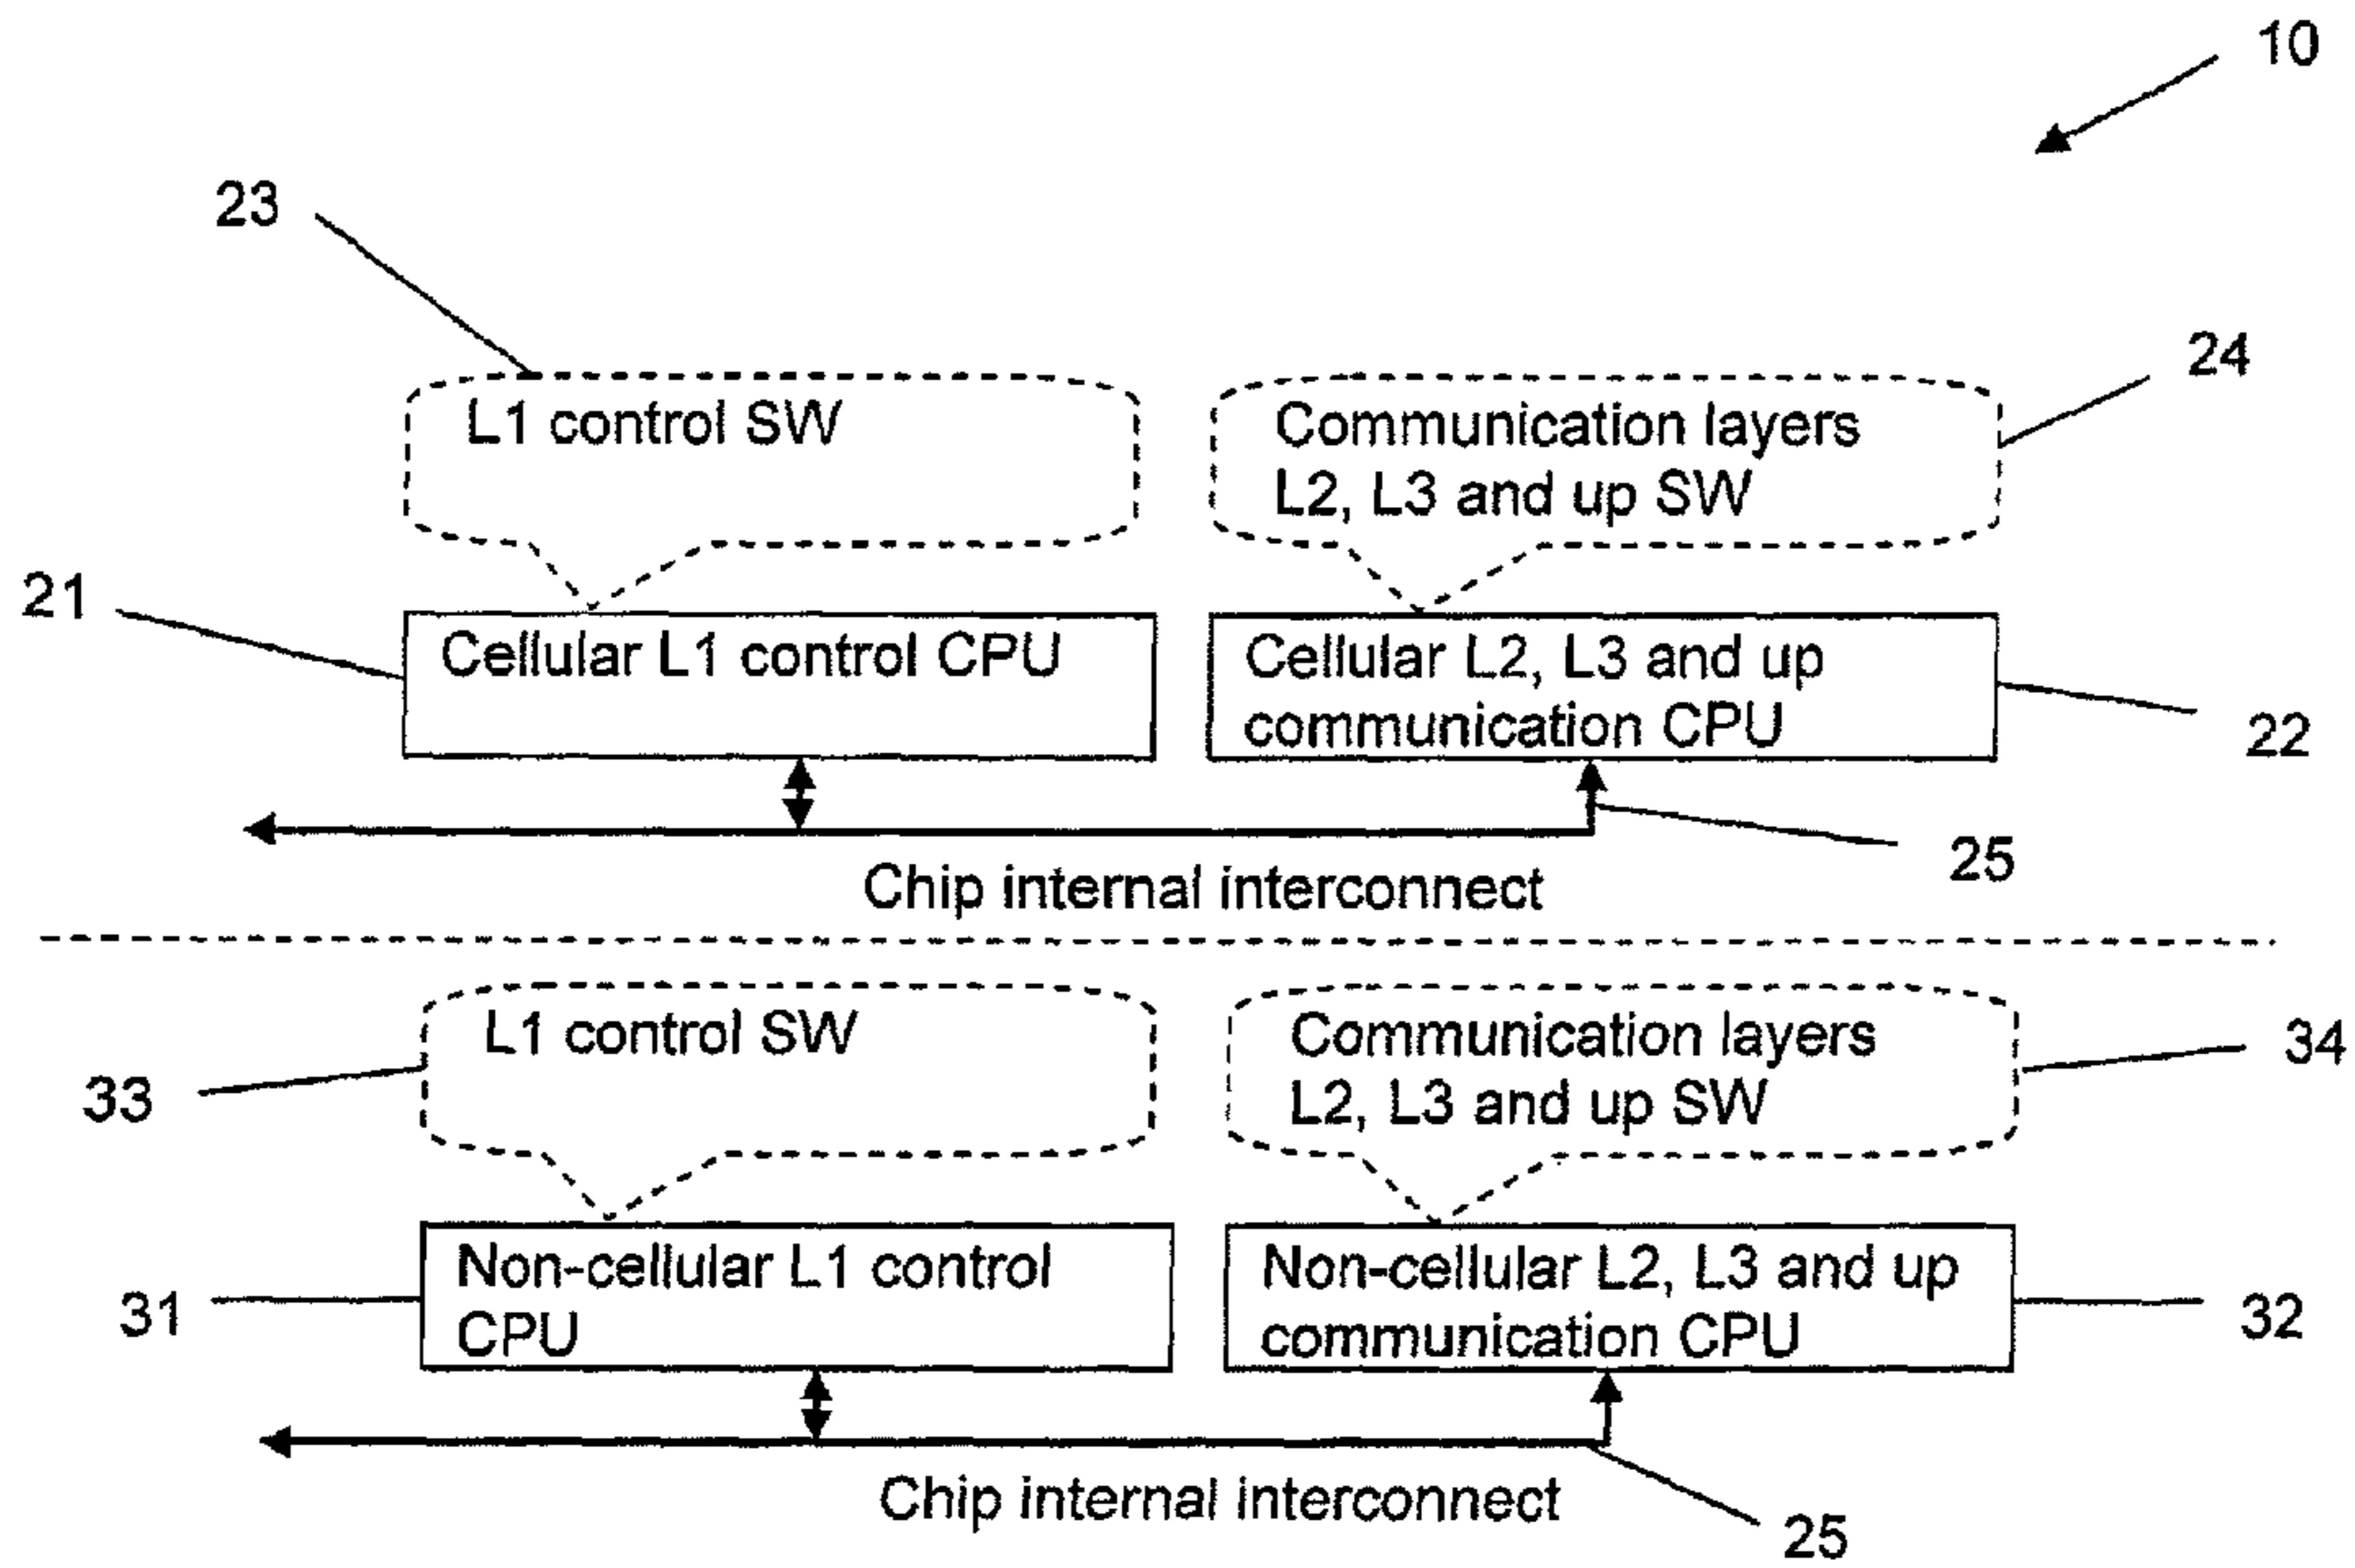 10
23
24
L1 control SW
Communication layers
L2, L3 and up SW
21
Cellular L1 control CPU
Cellular L2, L3 and up
communication CPU
22
25
Chip internal interconnect
L1 control SW
Communication layers
L2, L3 and up SW
34
33
Non-cellular L1 control
CPU
Non-cellular L2, L3 and up
communication CPU
31
32
Chip internal interconnect
25